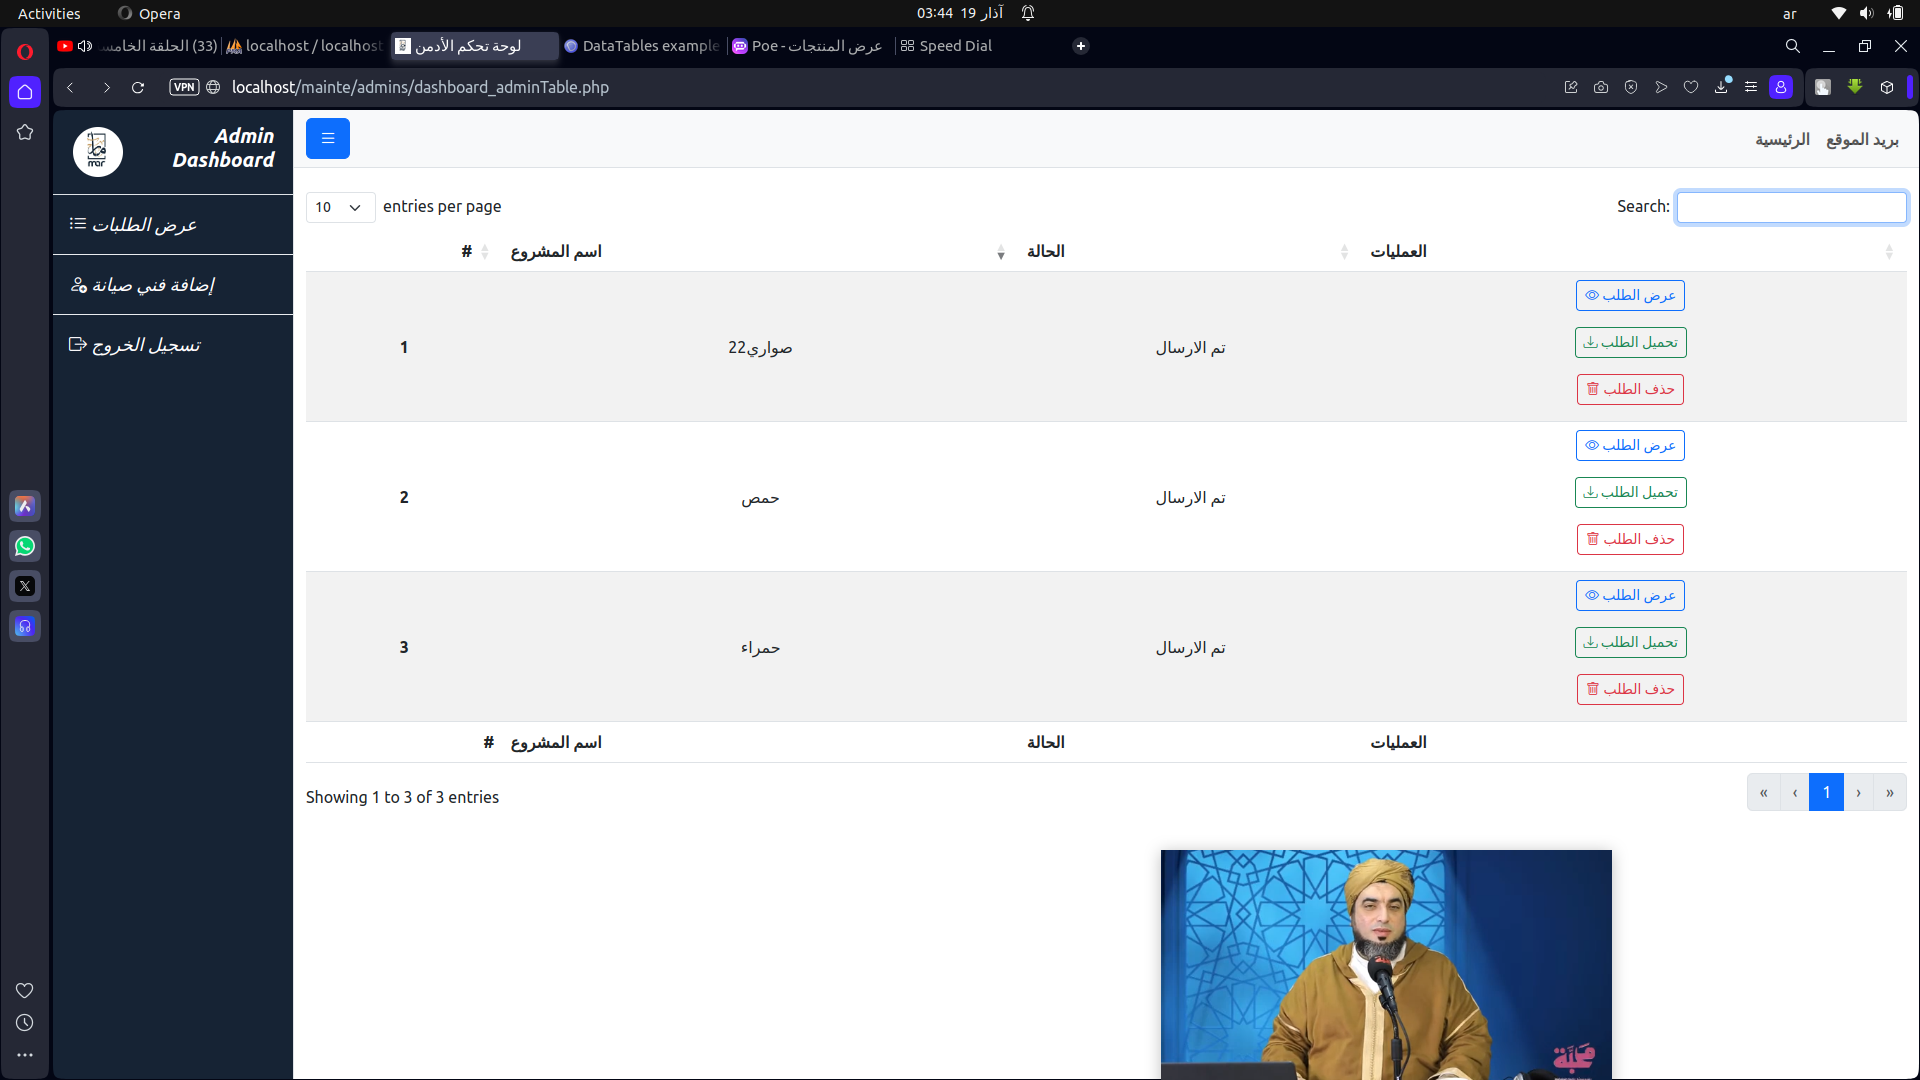 Activities
Opera
03:44 19 آذار
ar
(33) الحلقة الخامسـ
localhost / localhost
لوحة تحكم الأدمن
DataTables example
Poe - عرض المنتجات
Speed Dial
VPN
localhost/mainte/admins/dashboard_adminTable.php
Admin
Dashboard
mar
عرض الطلبات
إضافة فني صيانة
تسجيل الخروج
الرئيسية
بريد الموقع
10 entries per page
Search:
# اسم المشروع الحالة العمليات
عرض الطلب
1 صواري22 تم الارسال تحميل الطلب
حذف الطلب
عرض الطلب
2 حمص تم الارسال تحميل الطلب
حذف الطلب
عرض الطلب
3 حمراء تم الارسال تحميل الطلب
حذف الطلب
# اسم المشروع الحالة العمليات
Showing 1 to 3 of 3 entries
« ‹ 1 › »